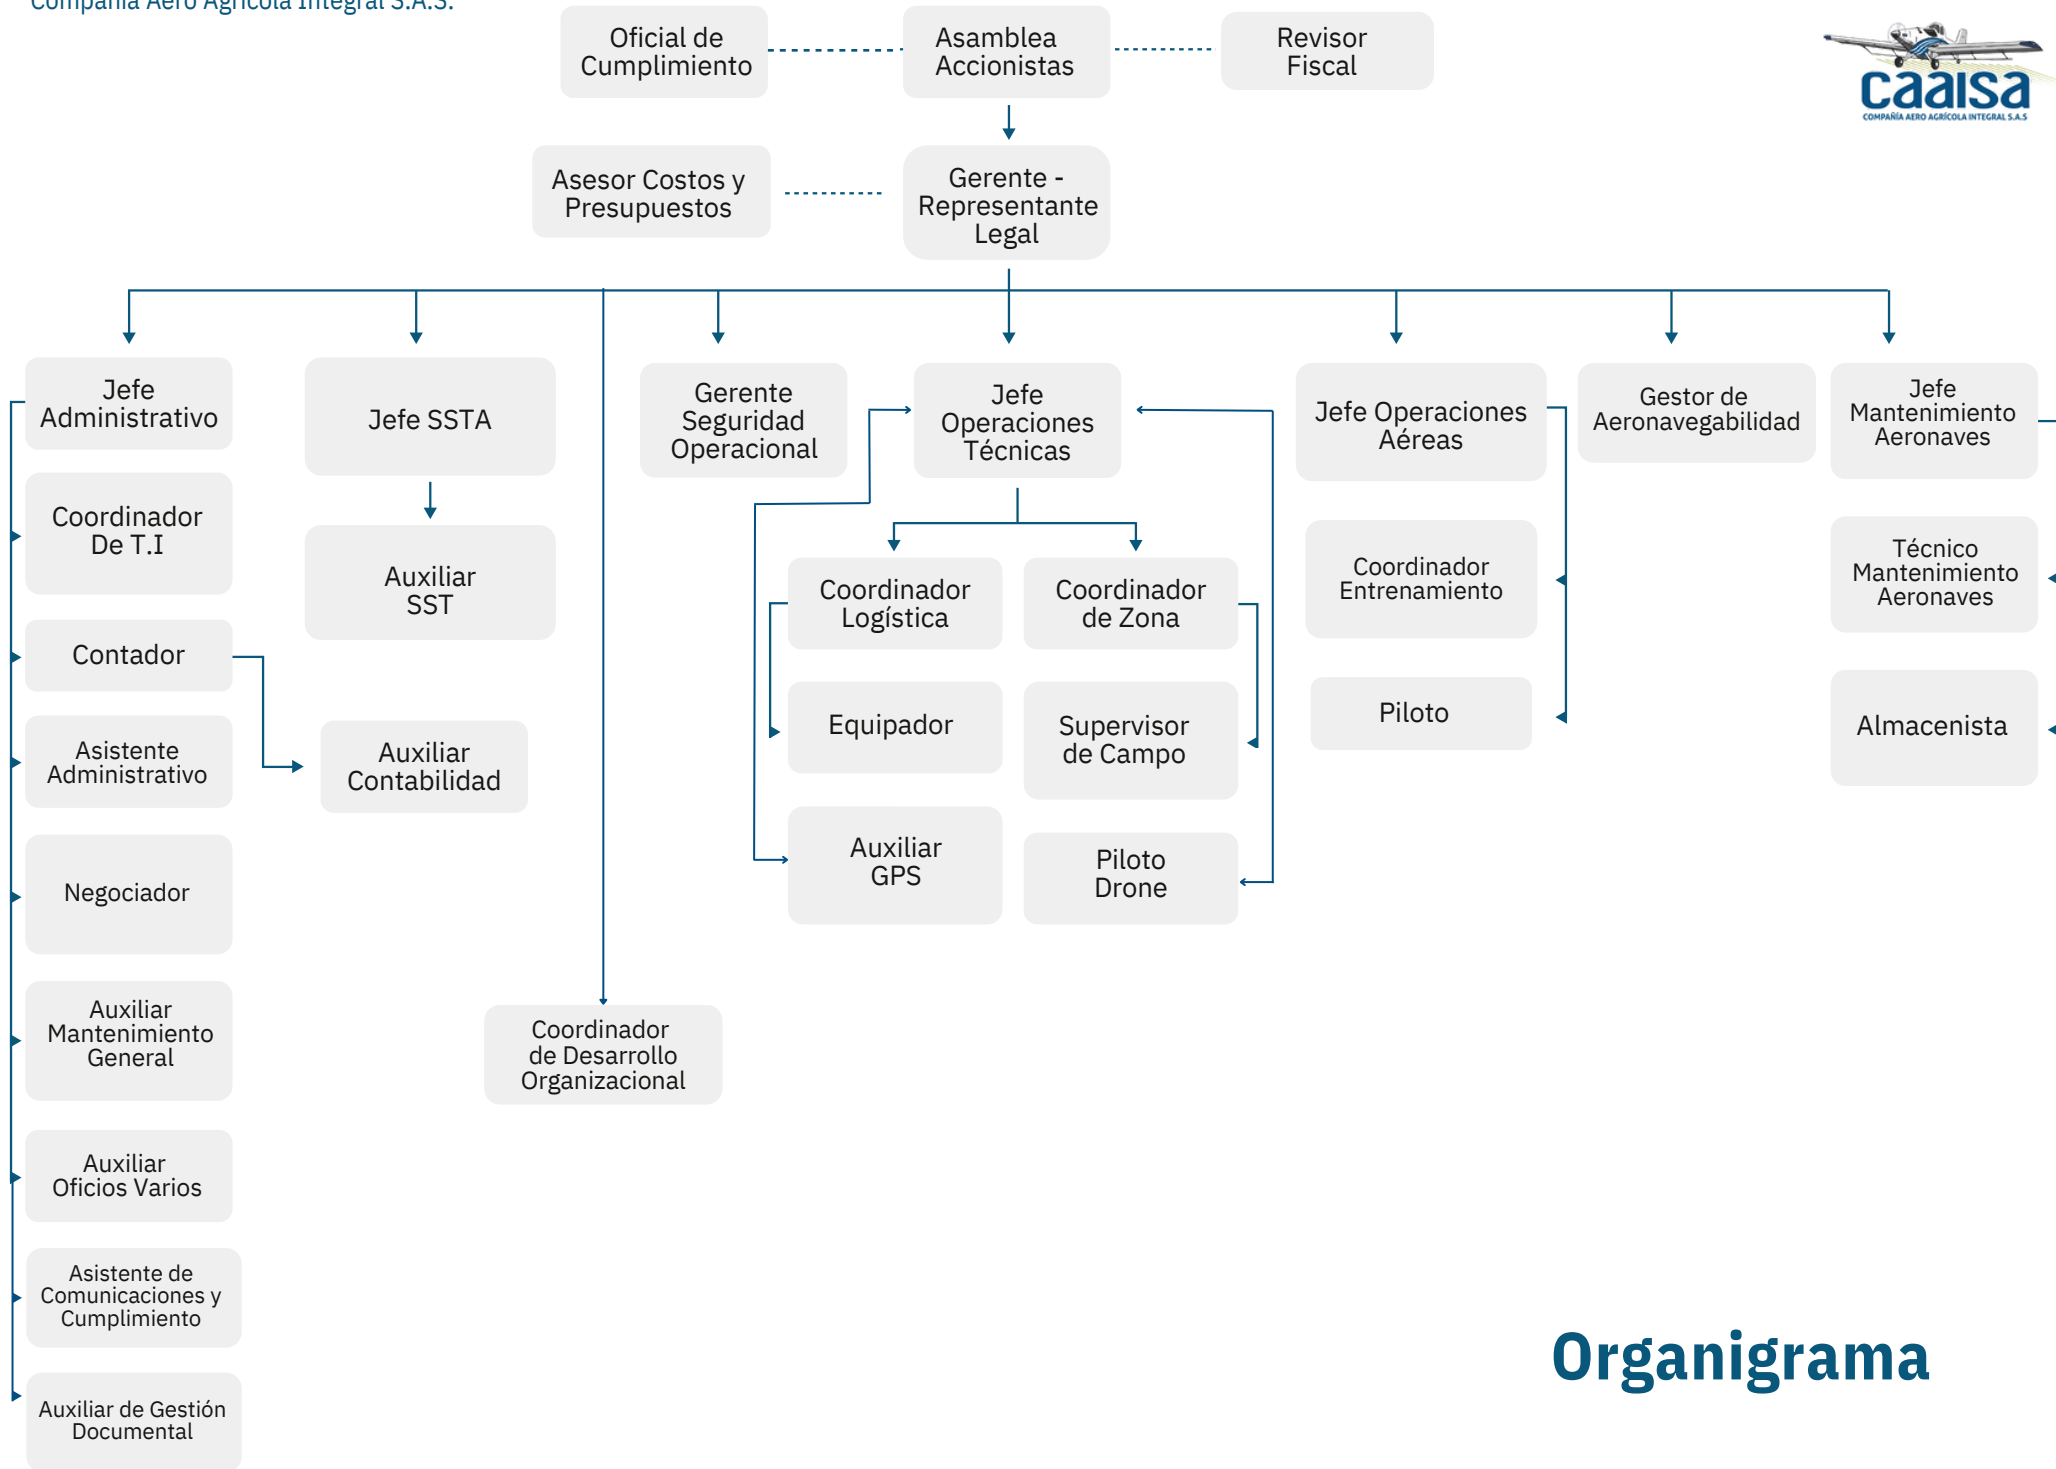 Compañía Aero Agrícola Integral S.A.S.
Oficial de
Cumplimiento
Asamblea
Accionistas
Revisor
Fiscal
caaisa
COMPAÑÍA AERO AGRÍCOLA INTEGRAL S.A.S
Asesor Costos y
Presupuestos
Gerente -
Representante
Legal
Jefe
Administrativo
Jefe SSTA
Gerente
Seguridad
Operacional
Jefe
Operaciones
Técnicas
Jefe Operaciones
Aéreas
Gestor de
Aeronavegabilidad
Jefe
Mantenimiento
Aeronaves
Coordinador
De T.I
Auxiliar
SST
Coordinador
Logística
Coordinador
de Zona
Coordinador
Entrenamiento
Técnico
Mantenimiento
Aeronaves
Contador
Equipador
Supervisor
de Campo
Piloto
Almacenista
Asistente
Administrativo
Auxiliar
Contabilidad
Auxiliar
GPS
Piloto
Drone
Negociador
Auxiliar
Mantenimiento
General
Coordinador
de Desarrollo
Organizacional
Auxiliar
Oficios Varios
Asistente de
Comunicaciones y
Cumplimiento
Organigrama
Auxiliar de Gestión
Documental